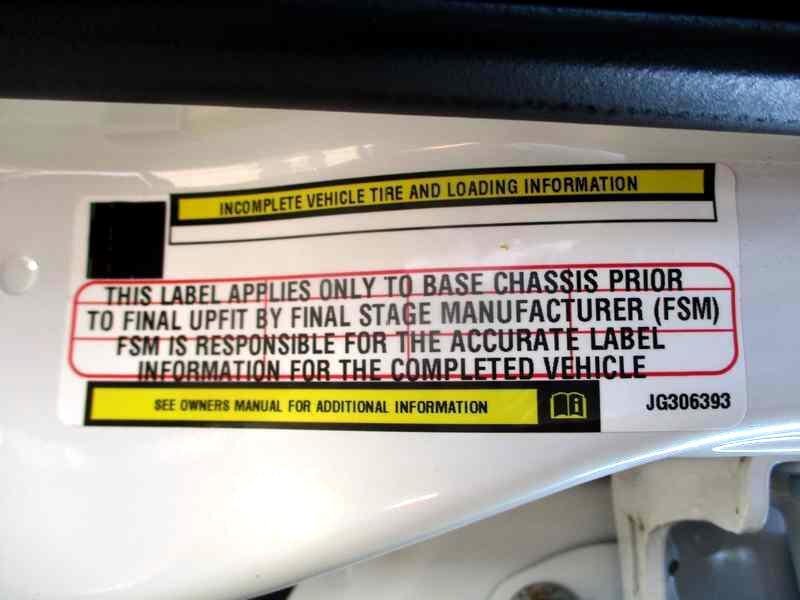 INCOMPLETE VEHICLE TIRE AND LOADING INFORMATION
THIS LABEL APPLIES ONLY TO BASE CHASSIS PRIOR
TO FINAL UPFIT BY FINAL STAGE MANUFACTURER (FSM)
FSM IS RESPONSIBLE FOR THE ACCURATE LABEL
INFORMATION FOR THE COMPLETED VEHICLE
SEE OWNERS MANUAL FOR ADDITIONAL INFORMATION
JG306393